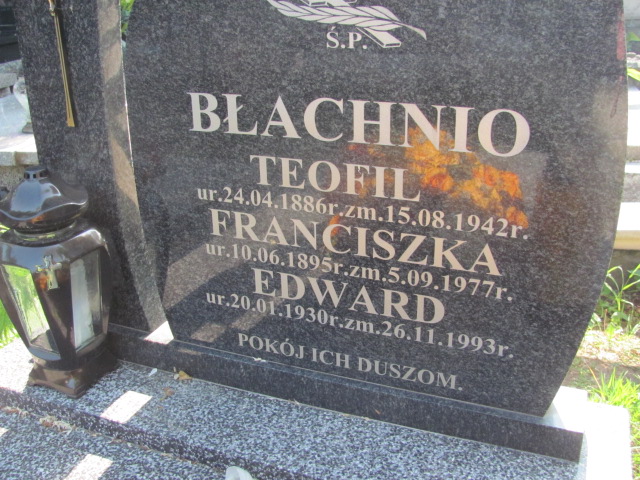 Ś.P.
BŁACHNIO
TEOFIL
ur.24.04.1886r.zm.15.08.1942r.
FRANCISZKA
ur.10.06.1895r.zm.5.09.1977r.
EDWARD
ur.20.01.1930r.zm.26.11.1993r.
POKÓJ ICH DUSZOM.